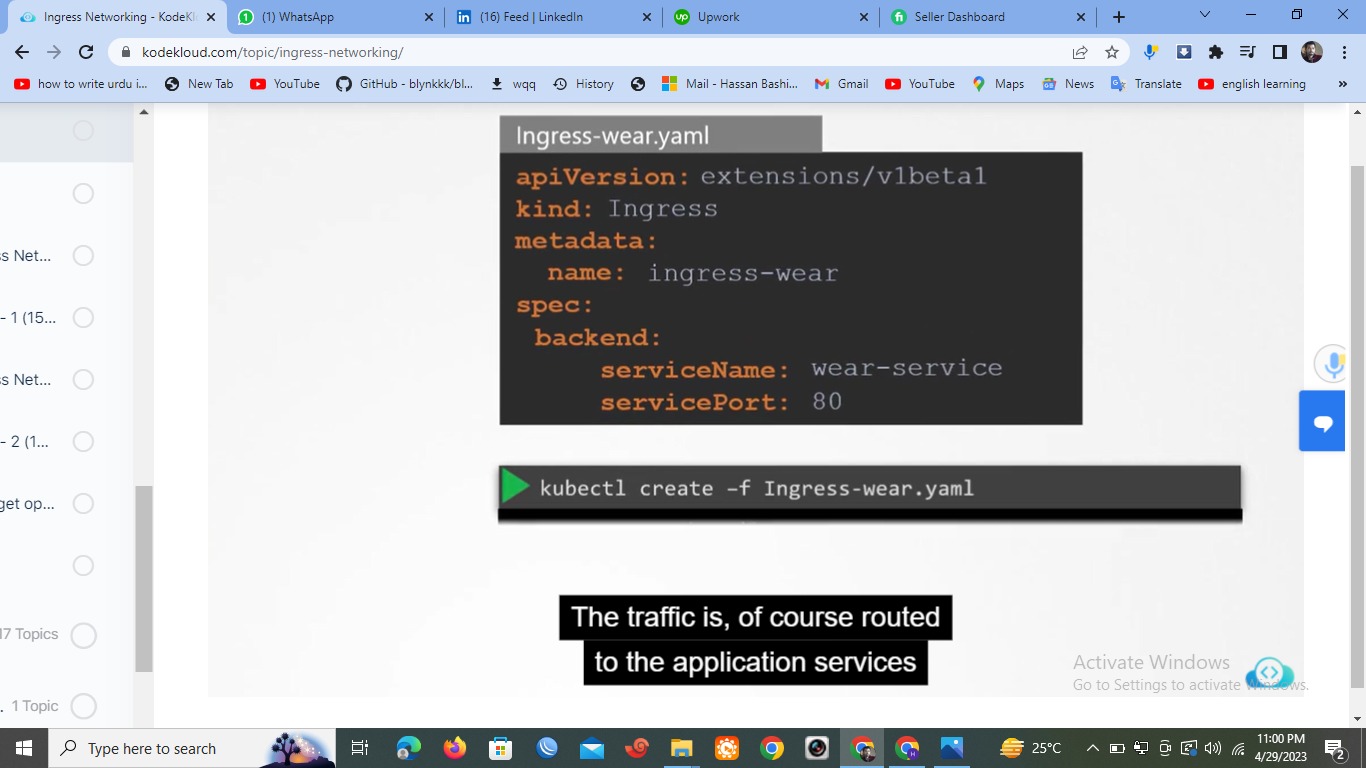 Ingress Networking - KodeKl
(1) WhatsApp
(16) Feed | LinkedIn
Upwork
Seller Dashboard
kodekloud.com/topic/ingress-networking/
how to write urdu i...
New Tab
YouTube
GitHub - blynkkk/bl...
wqq
History
Mail - Hassan Bashi...
Gmail
YouTube
Maps
News
Translate
english learning
»
s Net...
- 1 (15...
ss Net...
- 2 (1...
get op...
17 Topics
. 1 Topic
Ingress-wear.yaml
apiVersion: extensions/v1beta1
kind: Ingress
metadata:
name: ingress-wear
spec:
backend:
serviceName: wear-service
servicePort: 80
kubectl create –f Ingress-wear.yaml
The traffic is, of course routed
to the application services
Activate Windows
Go to Settings to activate Windows.
Type here to search
25°C
11:00 PM
4/29/2023
2